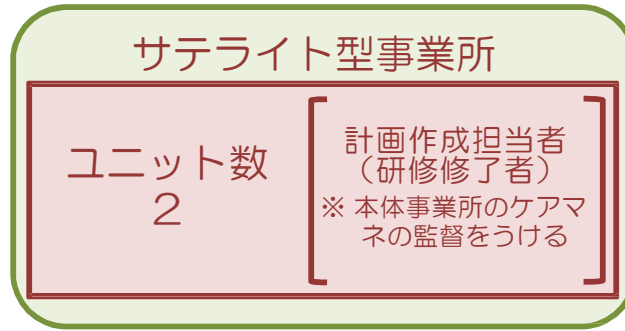 サテライト型事業所
ユニット数
2
計画作成担当者
（研修修了者）
※ 本体事業所のケアマ
ネの監督をうける